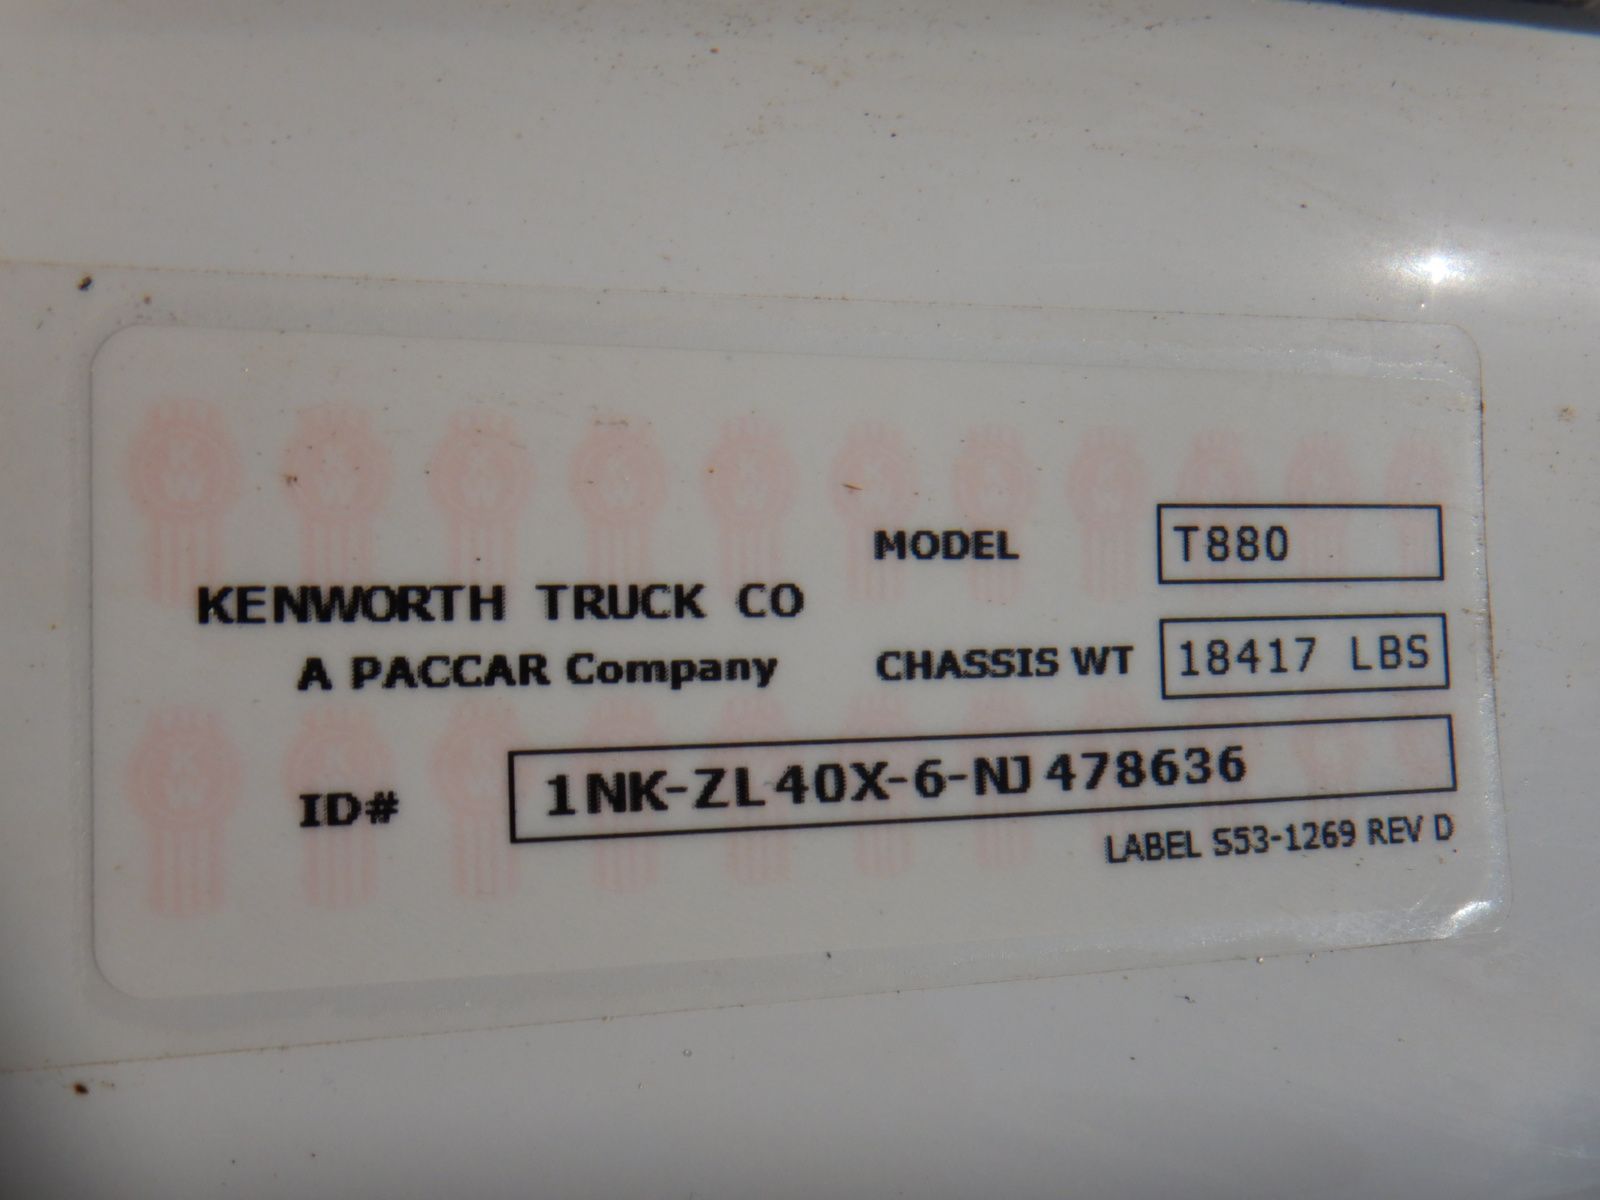 MODEL T880
KENWORTH TRUCK CO
A PACCAR Company
CHASSIS WT 18417 LBS
ID# 1NK-ZL40X-6-NJ478636
LABEL S53-1269 REV D